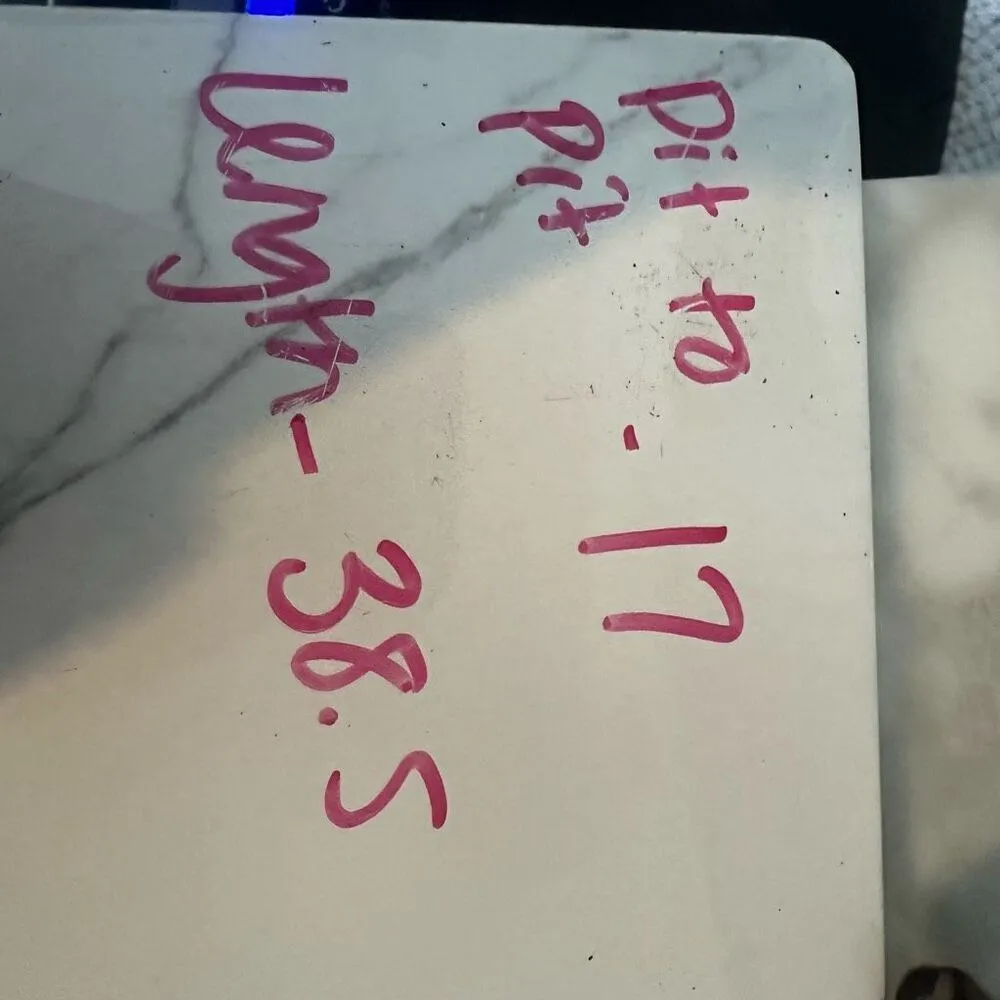 pit to - 17
pit
Length - 38.5